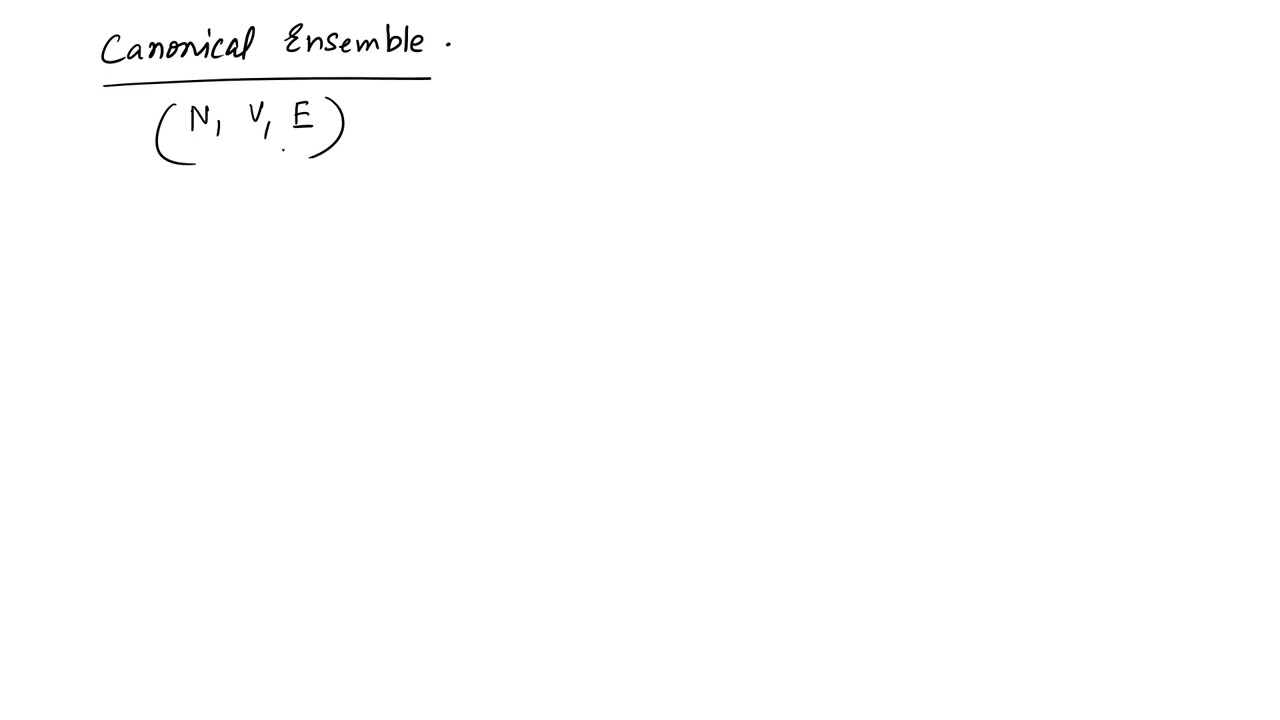 Canonical Ensemble.
(N, V, E)